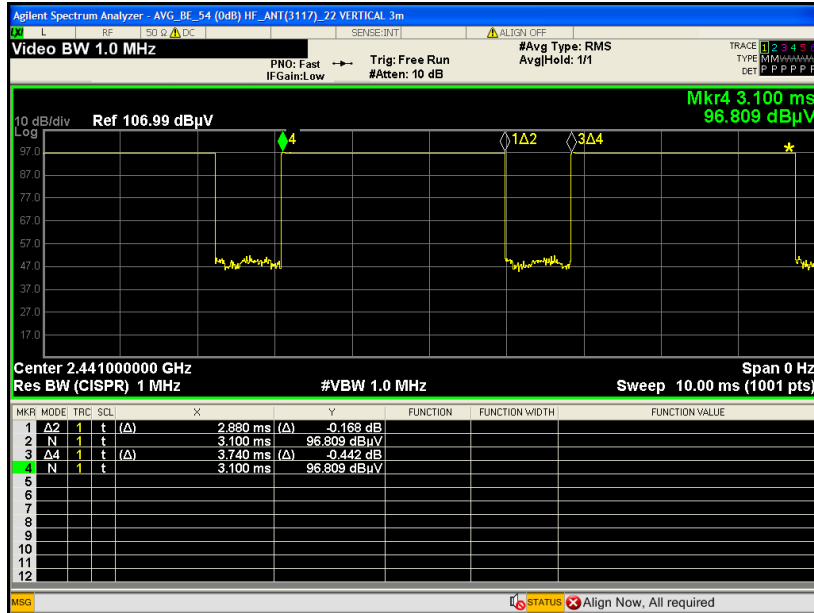 Agilent Spectrum Analyzer - AVG_BE_54 (0dB) HF_ANT(3117)_22 VERTICAL 3m
LXI L RF 50 Ω DC SENSE:INT ALIGN OFF
Video BW 1.0 MHz
#Avg Type: RMS
Avg|Hold: 1/1
PNO: Fast
IFGain:Low
Trig: Free Run
#Atten: 10 dB
TRACE 1 2 3 4 5 6
TYPE
DET P P P P P P
Mkr4 3.100 ms
96.809 dBµV
10 dB/div Ref 106.99 dBµV
Log
97.0
87.0
77.0
67.0
57.0
47.0
37.0
27.0
17.0
4
1Δ2
3Δ4
*
Center 2.441000000 GHz Span 0 Hz
Res BW (CISPR) 1 MHz #VBW 1.0 MHz Sweep 10.00 ms (1001 pts)
MKR MODE TRC SCL X Y FUNCTION FUNCTION WIDTH FUNCTION VALUE
1 Δ2 1 t (Δ) 2.880 ms (Δ) -0.168 dB
2 N 1 t 3.100 ms 96.809 dBµV
3 Δ4 1 t (Δ) 3.740 ms (Δ) -0.442 dB
4 N 1 t 3.100 ms 96.809 dBµV
5
6
7
8
9
10
11
12
MSG STATUS Align Now, All required